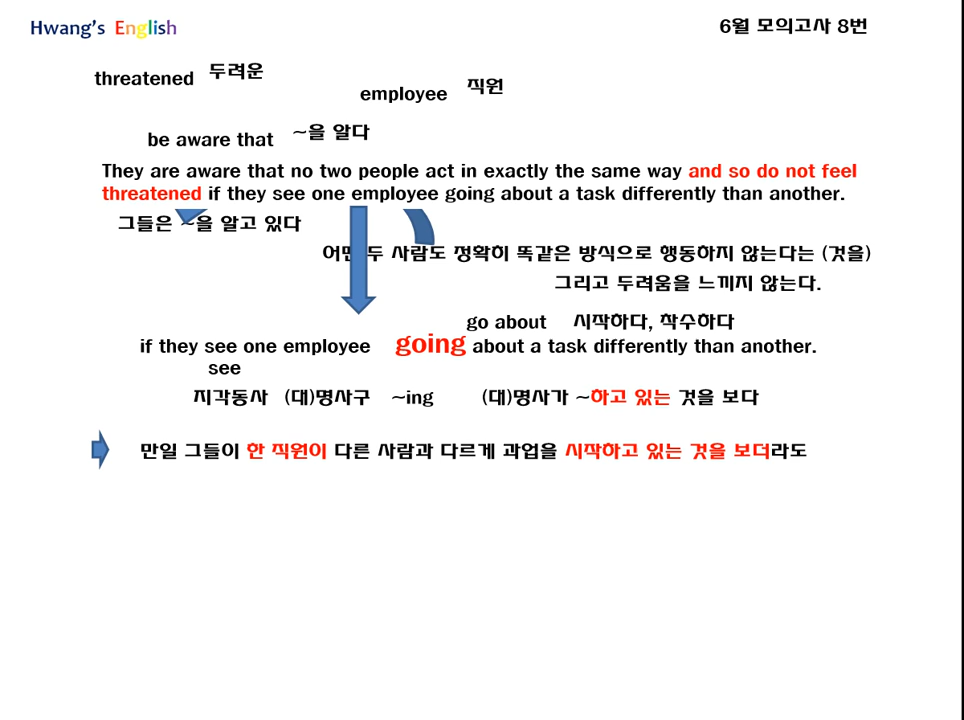 Hwang's English
6월 모의고사 8번
threatened 두려운
employee 직원
be aware that ~을 알다
They are aware that no two people act in exactly the same way and so do not feel
threatened if they see one employee going about a task differently than another.
그들은 ~을 알고 있다
어떤 두 사람도 정확히 똑같은 방식으로 행동하지 않는다는 (것을)
그리고 두려움을 느끼지 않는다.
go about 시작하다, 착수하다
if they see one employee going about a task differently than another.
see
지각동사 (대)명사구 ~ing (대)명사가 ~하고 있는 것을 보다
만일 그들이 한 직원이 다른 사람과 다르게 과업을 시작하고 있는 것을 보더라도